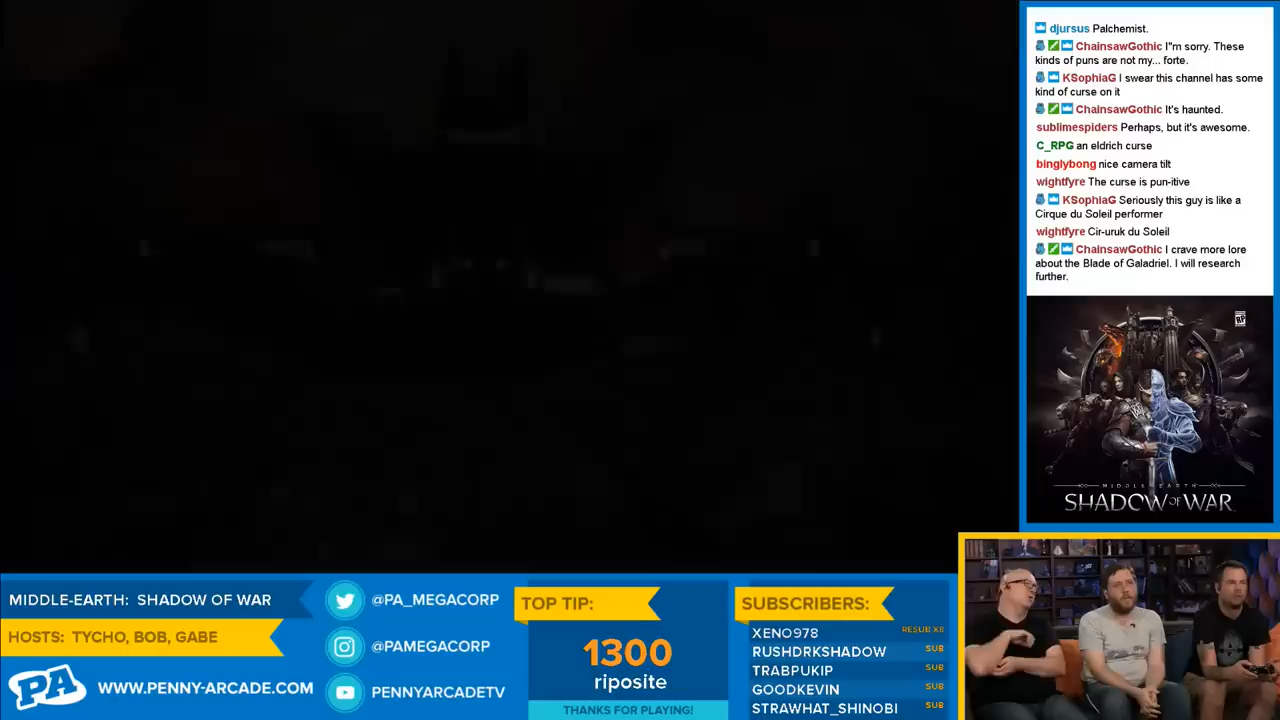 djursus Palchemist.
ChainsawGothic I"m sorry. These
kinds of puns are not my... forte.
KSophiaG I swear this channel has some
kind of curse on it
ChainsawGothic It's haunted.
sublimespiders Perhaps, but it's awesome.
C_RPG an eldrich curse
binglybong nice camera tilt
wightfyre The curse is pun-itive
KSophiaG Seriously this guy is like a
Cirque du Soleil performer
wightfyre Cir-uruk du Soleil
ChainsawGothic I crave more lore
about the Blade of Galadriel. I will research
further.
MIDDLE EARTH
SHADOW OF WAR
MIDDLE-EARTH: SHADOW OF WAR
HOSTS: TYCHO, BOB, GABE
PA
WWW.PENNY-ARCADE.COM
@PA_MEGACORP
@PAMEGACORP
PENNYARCADETV
TOP TIP:
1300
riposite
THANKS FOR PLAYING!
SUBSCRIBERS:
XENO978 RESUB X8
RUSHDRKSHADOW SUB
TRABPUKIP SUB
GOODKEVIN SUB
STRAWHAT_SHINOBI SUB